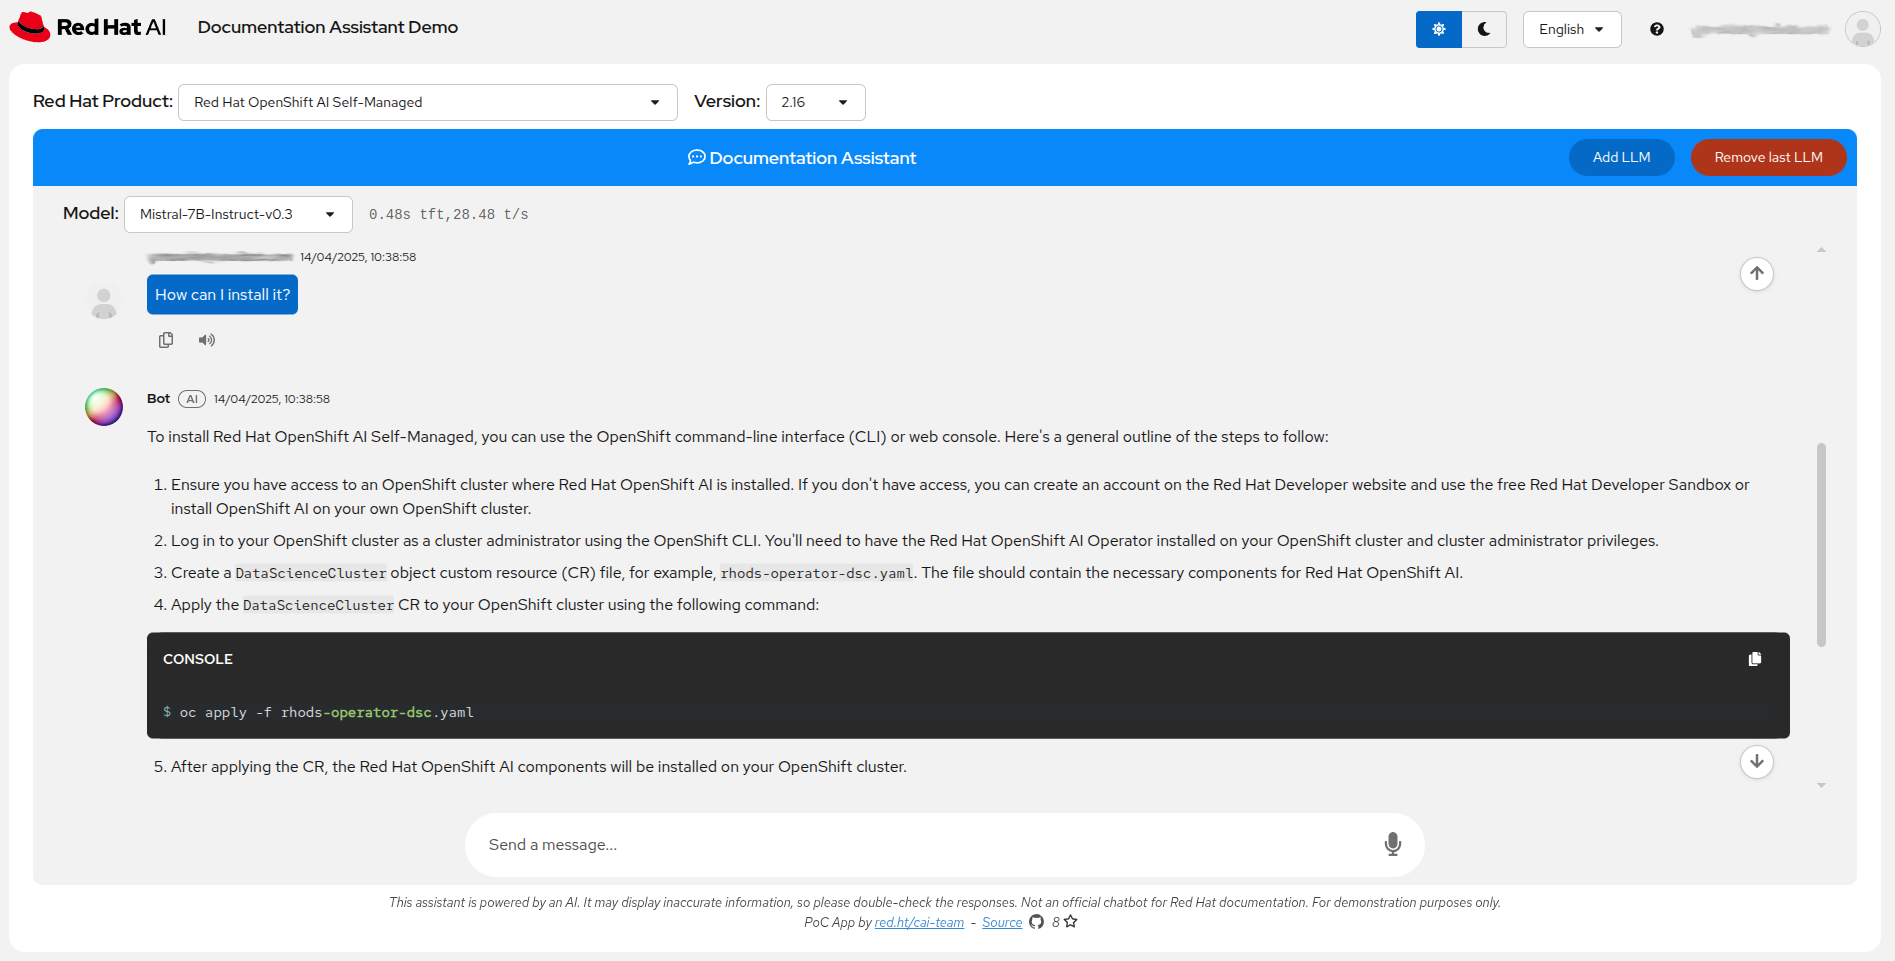 Red Hat AI
Documentation Assistant Demo
English
Red Hat Product: Red Hat OpenShift AI Self-Managed Version: 2.16
Documentation Assistant
Add LLM
Remove last LLM
Model: Mistral-7B-Instruct-v0.3 0.48s tft,28.48 t/s
14/04/2025, 10:38:58
How can I install it?
Bot AI 14/04/2025, 10:38:58
To install Red Hat OpenShift AI Self-Managed, you can use the OpenShift command-line interface (CLI) or web console. Here's a general outline of the steps to follow:
1. Ensure you have access to an OpenShift cluster where Red Hat OpenShift AI is installed. If you don't have access, you can create an account on the Red Hat Developer website and use the free Red Hat Developer Sandbox or
install OpenShift AI on your own OpenShift cluster.
2. Log in to your OpenShift cluster as a cluster administrator using the OpenShift CLI. You'll need to have the Red Hat OpenShift AI Operator installed on your OpenShift cluster and cluster administrator privileges.
3. Create a DataScienceCluster object custom resource (CR) file, for example, rhods-operator-dsc.yaml. The file should contain the necessary components for Red Hat OpenShift AI.
4. Apply the DataScienceCluster CR to your OpenShift cluster using the following command:
CONSOLE
$ oc apply -f rhods-operator-dsc.yaml
5. After applying the CR, the Red Hat OpenShift AI components will be installed on your OpenShift cluster.
Send a message...
This assistant is powered by an AI. It may display inaccurate information, so please double-check the responses. Not an official chatbot for Red Hat documentation. For demonstration purposes only.
PoC App by red.ht/cai-team - Source 8